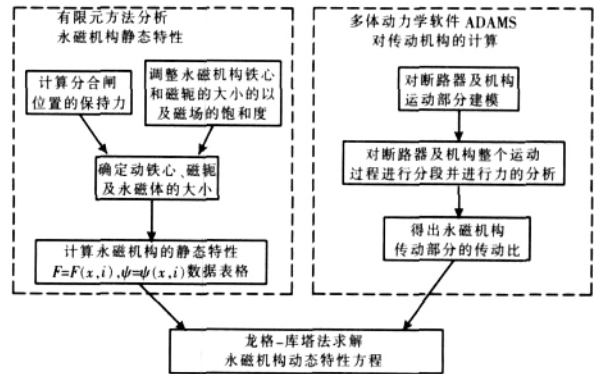 有限元方法分析
永磁机构静态特性
计算分合闸
位置的保持力
调整永磁机构铁心
和磁轭的大小的以
及磁场的饱和度
确定动铁心、磁轭
及永磁体的大小
计算永磁机构的静态特性
F=F(x,i),ψ=ψ(x,i)数据表格
多体动力学软件 ADAMS
对传动机构的计算
对断路器及机构
运动部分建模
对断路器及机构整个运动
过程进行分段并进行力的分析
得出永磁机构
传动部分的传动比
龙格-库塔法求解
永磁机构动态特性方程